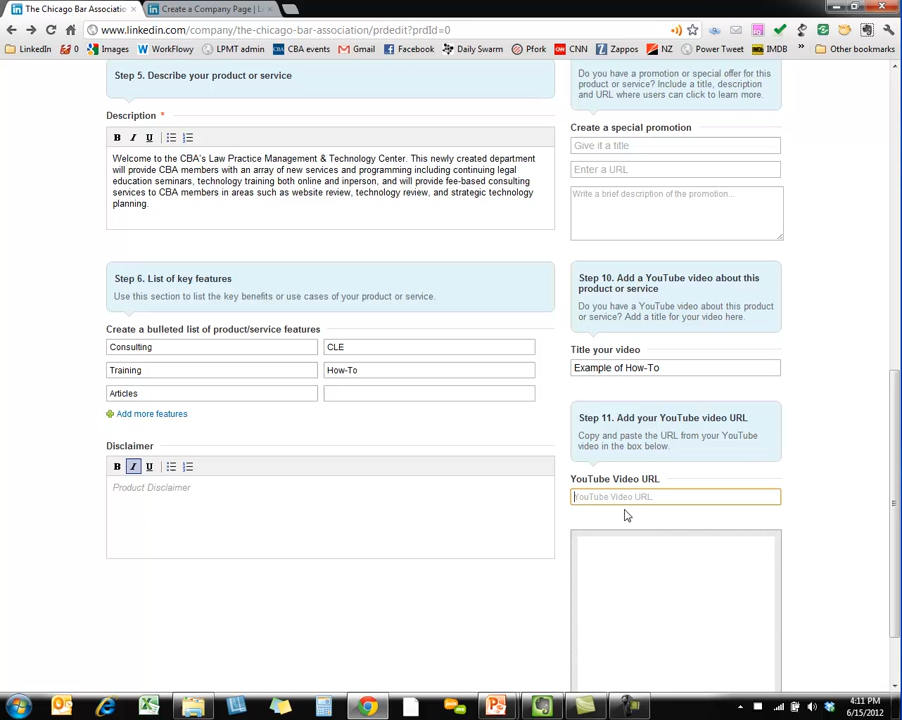 The Chicago Bar Association
Create a Company Page | L
www.linkedin.com/company/the-chicago-bar-association/prdedit?prdId=0
LinkedIn
0
Images
WorkFlowy
LPMT admin
CBA events
Gmail
Facebook
Daily Swarm
Pfork
CNN
Zappos
NZ
Power Tweet
IMDB
»
Other bookmarks
Step 5. Describe your product or service
Description *
B I U
Welcome to the CBA's Law Practice Management & Technology Center. This newly created department
will provide CBA members with an array of new services and programming including continuing legal
education seminars, technology training both online and inperson, and will provide fee-based consulting
services to CBA members in areas such as website review, technology review, and strategic technology
planning.
Step 6. List of key features
Use this section to list the key benefits or use cases of your product or service.
Create a bulleted list of product/service features
Consulting
CLE
Training
How-To
Articles
Add more features
Disclaimer
B I U
Product Disclaimer
Do you have a promotion or special offer for this
product or service? Include a title, description
and URL where users can click to learn more.
Create a special promotion
Give it a title
Enter a URL
Write a brief description of the promotion...
Step 10. Add a YouTube video about this
product or service
Do you have a YouTube video about this product
or service? Add a title for your video here.
Title your video
Example of How-To
Step 11. Add your YouTube video URL
Copy and paste the URL from your YouTube
video in the box below.
YouTube Video URL
YouTube Video URL
4:11 PM
6/15/2012